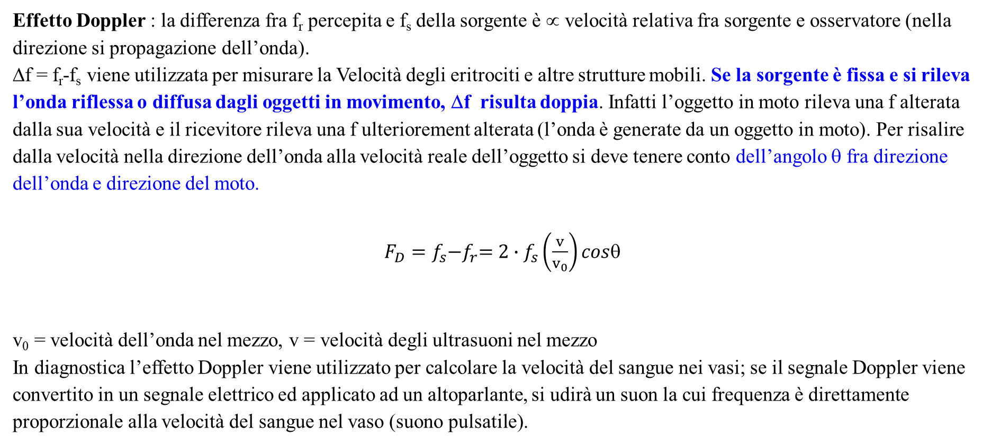 Effetto Doppler : la differenza fra fr percepita e fs della sorgente è ∝ velocità relativa fra sorgente e osservatore (nella
direzione si propagazione dell’onda).
Δf = fr-fs viene utilizzata per misurare la Velocità degli eritrociti e altre strutture mobili. Se la sorgente è fissa e si rileva
l’onda riflessa o diffusa dagli oggetti in movimento, Δf risulta doppia. Infatti l’oggetto in moto rileva una f alterata
dalla sua velocità e il ricevitore rileva una f ulteriorement alterata (l’onda è generate da un oggetto in moto). Per risalire
dalla velocità nella direzione dell’onda alla velocità reale dell’oggetto si deve tenere conto dell’angolo θ fra direzione
dell’onda e direzione del moto.
F_D = f_s−f_r= 2 · f_s (v/v₀) cosθ
v₀ = velocità dell’onda nel mezzo, v = velocità degli ultrasuoni nel mezzo
In diagnostica l’effetto Doppler viene utilizzato per calcolare la velocità del sangue nei vasi; se il segnale Doppler viene
convertito in un segnale elettrico ed applicato ad un altoparlante, si udirà un suon la cui frequenza è direttamente
proporzionale alla velocità del sangue nel vaso (suono pulsatile).